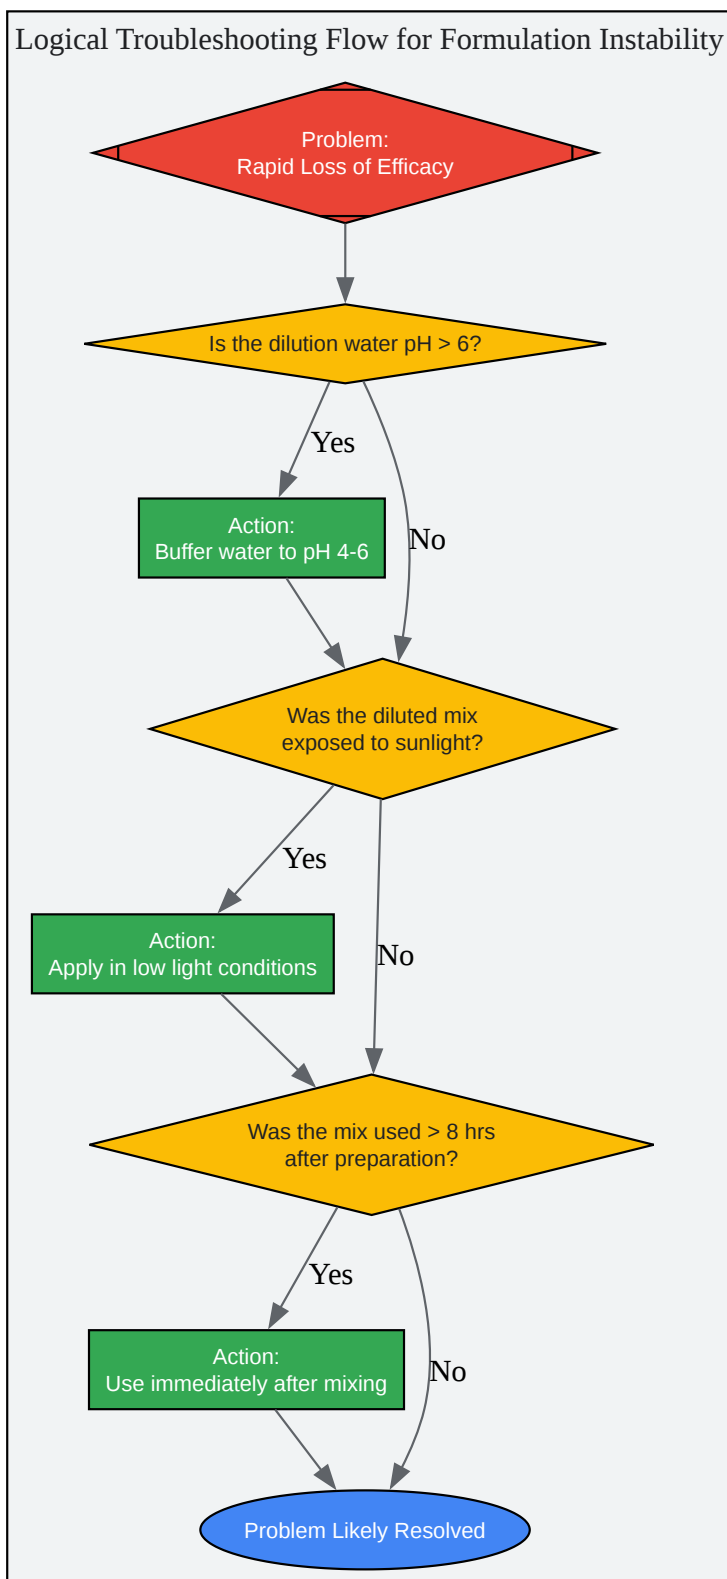 Logical Troubleshooting Flow for Formulation Instability
Problem:
Rapid Loss of Efficacy
Is the dilution water pH > 6?
Yes
Action:
Buffer water to pH 4-6
No
Was the diluted mix
exposed to sunlight?
Yes
Action:
Apply in low light conditions
No
Was the mix used > 8 hrs
after preparation?
Yes
Action:
Use immediately after mixing
No
Problem Likely Resolved